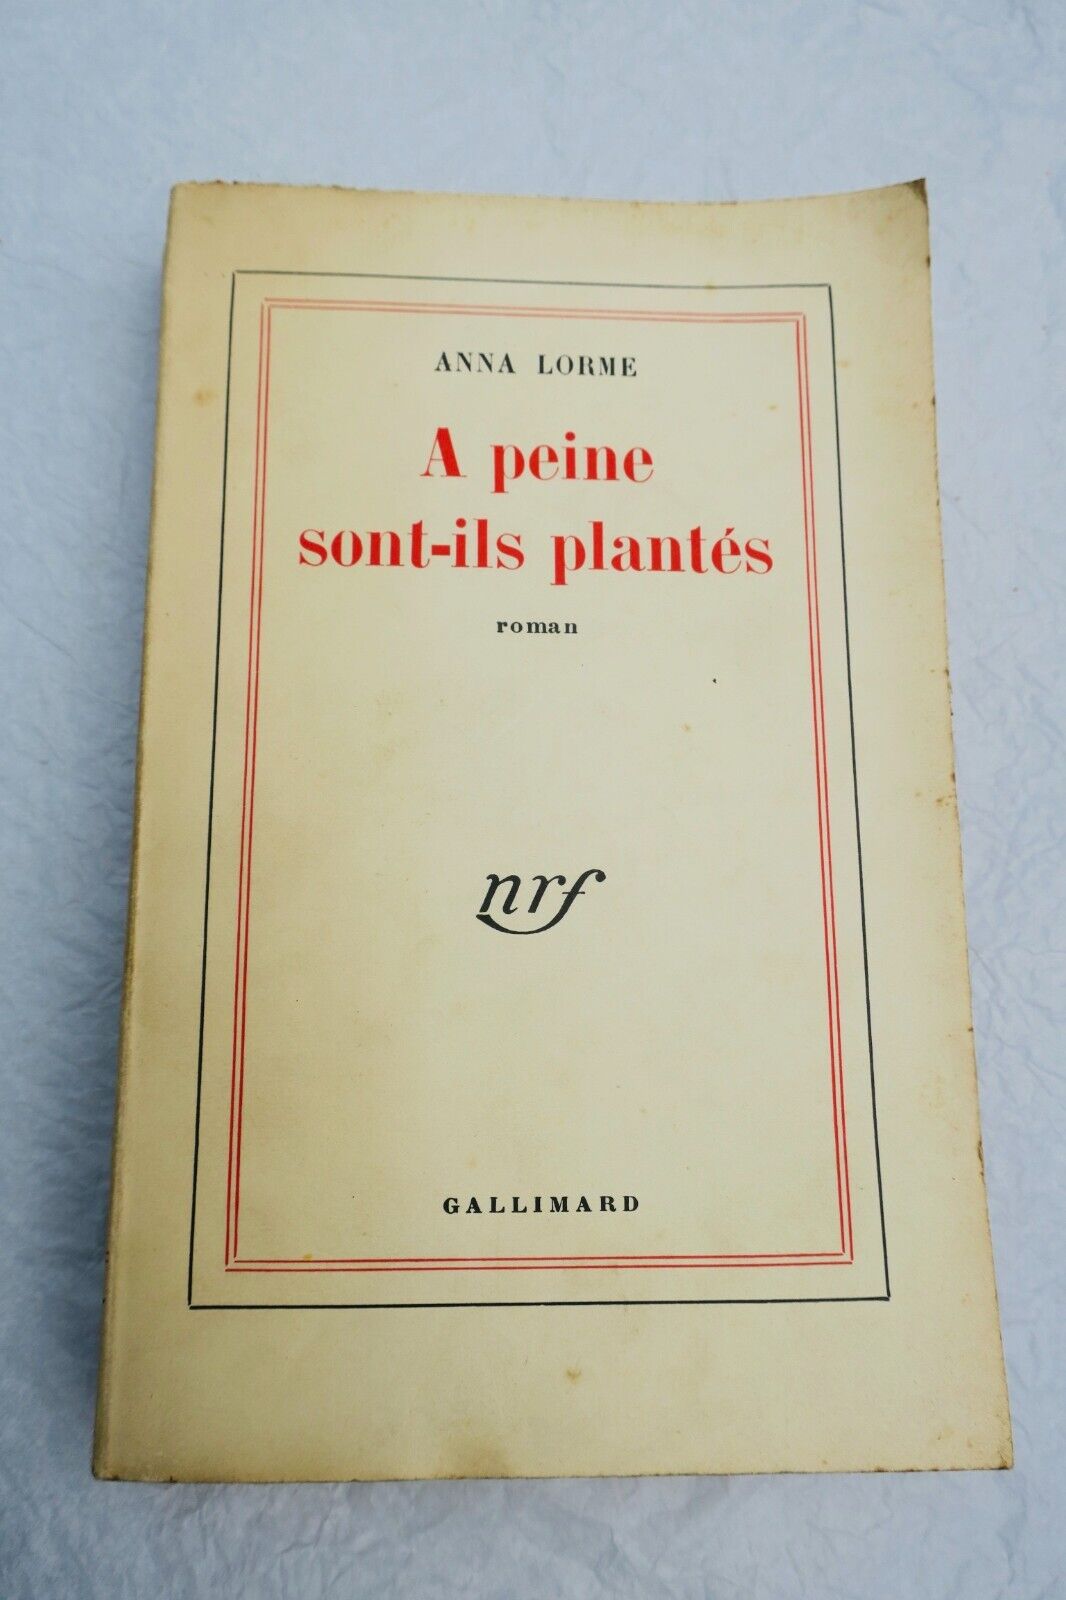 ANNA LORME
A peine
sont-ils plantés
roman
nrf
GALLIMARD